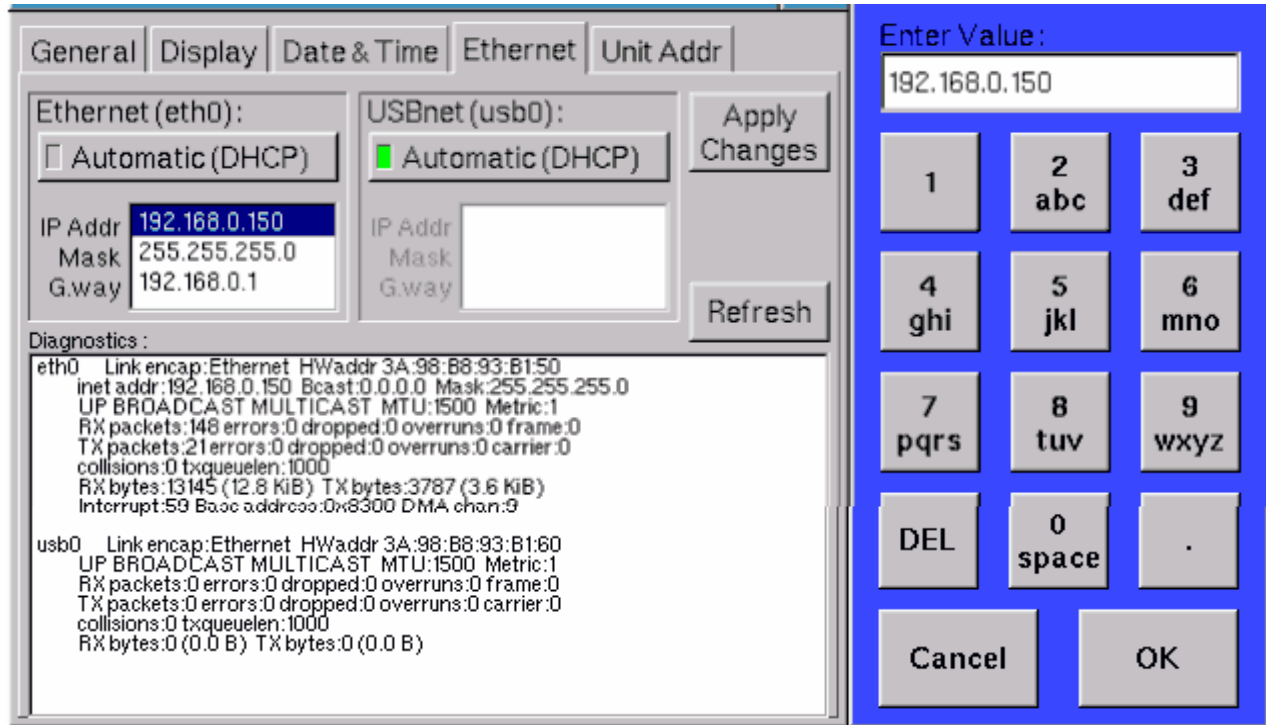 General Display Date & Time Ethernet Unit Addr
Ethernet (eth0) :
Automatic (DHCP)
IP Addr 192.168.0.150
Mask 255.255.255.0
G.way 192.168.0.1
USBnet (usb0) :
Automatic (DHCP)
IP Addr
Mask
G.way
Apply
Changes
Refresh
Diagnostics :
eth0 Link encap:Ethernet HWaddr 3A:98:B8:93:B1:50
inet addr:192.168.0.150 Bcast:0.0.0.0 Mask:255.255.255.0
UP BROADCAST MULTICAST MTU:1500 Metric:1
RX packets:148 errors:0 dropped:0 overruns:0 frame:0
TX packets:21 errors:0 dropped:0 overruns:0 carrier:0
collisions:0 txqueuelen:1000
RX bytes:13145 (12.8 KiB) TX bytes:3787 (3.6 KiB)
Interrupt:59 Base address:0x8300 DMA chan:9
usb0 Link encap:Ethernet HWaddr 3A:98:B8:93:B1:60
UP BROADCAST MULTICAST MTU:1500 Metric:1
RX packets:0 errors:0 dropped:0 overruns:0 frame:0
TX packets:0 errors:0 dropped:0 overruns:0 carrier:0
collisions:0 txqueuelen:1000
RX bytes:0 (0.0 B) TX bytes:0 (0.0 B)
Enter Value :
192.168.0.150
1 2 3
abc def
4 5 6
ghi jkl mno
7 8 9
pqrs tuv wxyz
DEL 0 .
space
Cancel OK